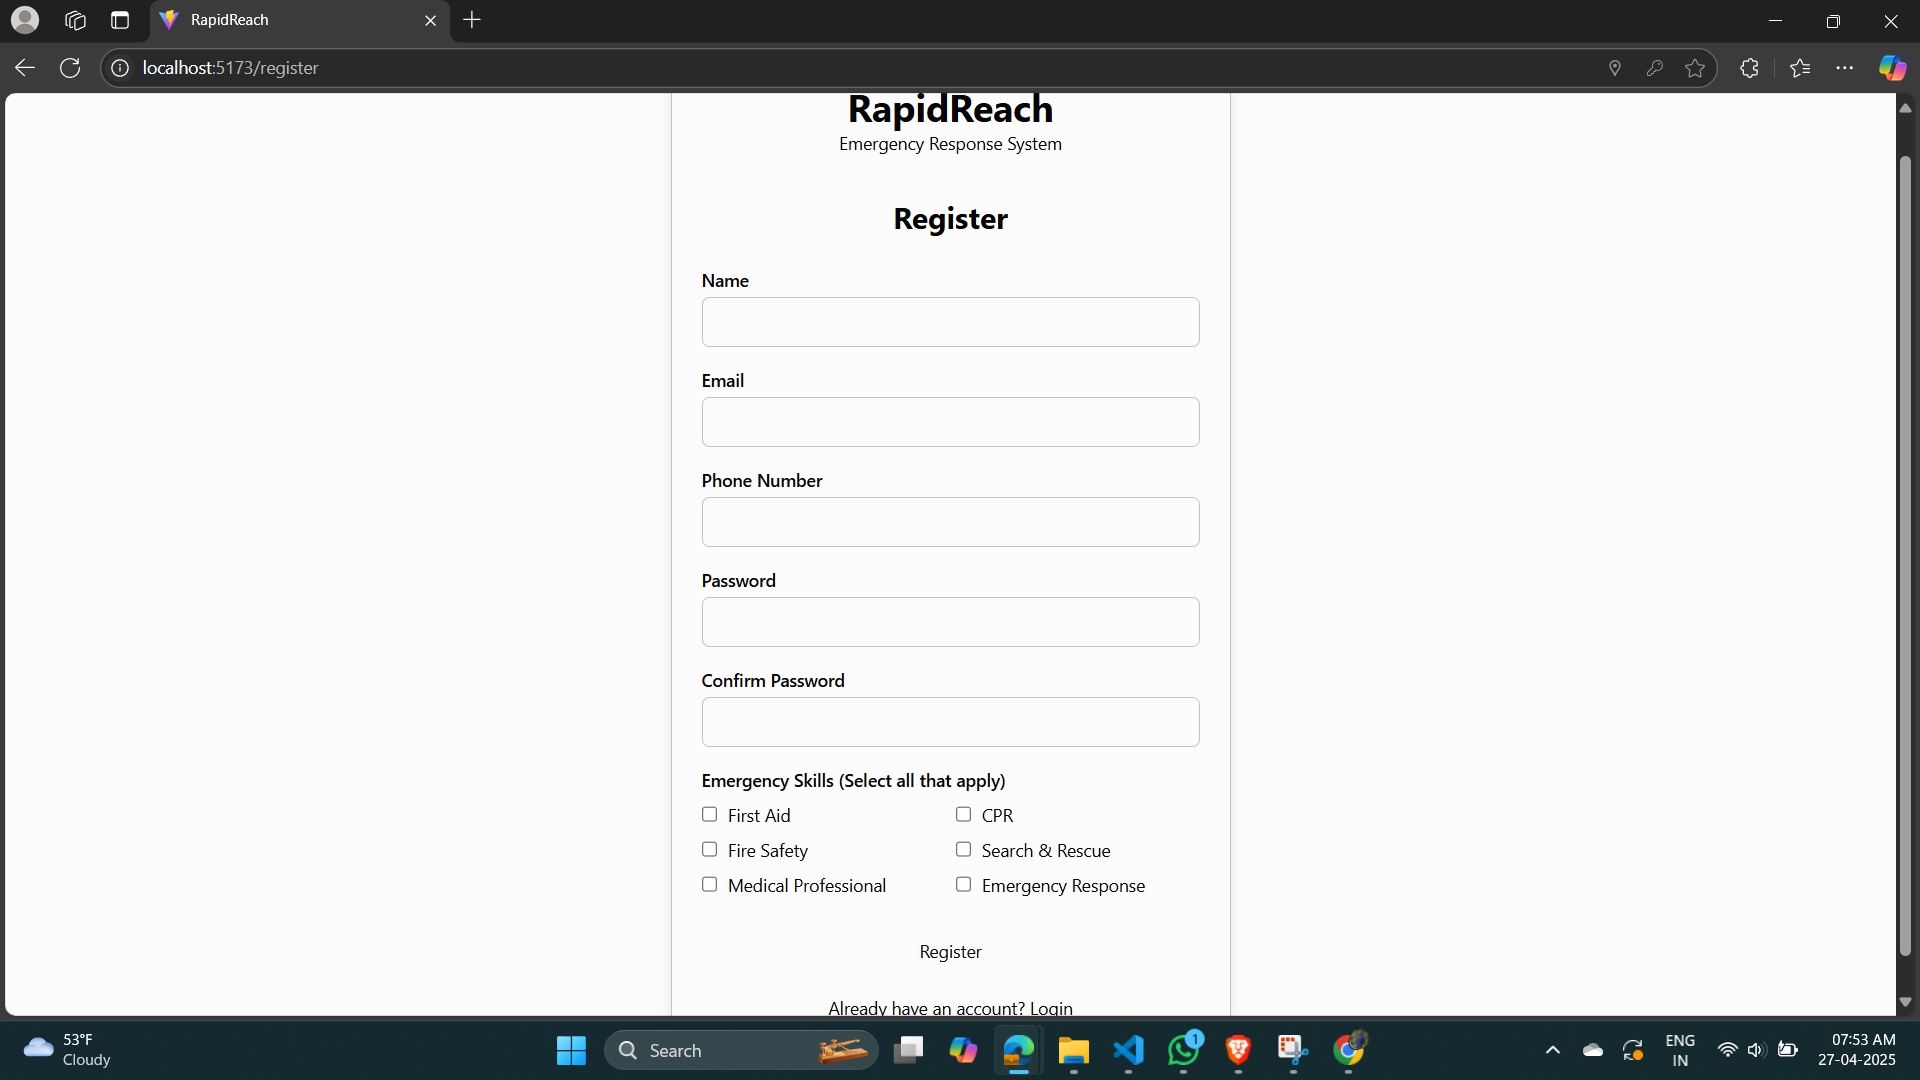 RapidReach
localhost:5173/register
RapidReach
Emergency Response System
Register
Name
Email
Phone Number
Password
Confirm Password
Emergency Skills (Select all that apply)
First Aid
CPR
Fire Safety
Search & Rescue
Medical Professional
Emergency Response
Register
Already have an account? Login
53°F
Cloudy
Search
1
ENG
IN
07:53 AM
27-04-2025